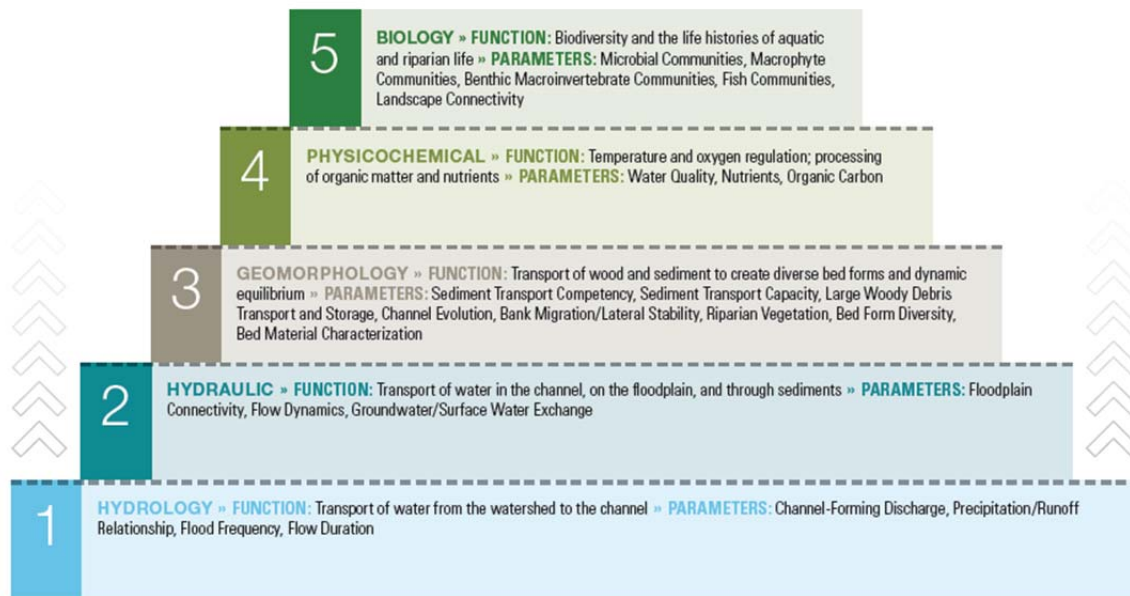 5
BIOLOGY » FUNCTION: Biodiversity and the life histories of aquatic
and riparian life » PARAMETERS: Microbial Communities, Macrophyte
Communities, Benthic Macroinvertebrate Communities, Fish Communities,
Landscape Connectivity
4
PHYSICOCHEMICAL » FUNCTION: Temperature and oxygen regulation; processing
of organic matter and nutrients » PARAMETERS: Water Quality, Nutrients, Organic Carbon
3
GEOMORPHOLOGY » FUNCTION: Transport of wood and sediment to create diverse bed forms and dynamic
equilibrium » PARAMETERS: Sediment Transport Competency, Sediment Transport Capacity, Large Woody Debris
Transport and Storage, Channel Evolution, Bank Migration/Lateral Stability, Riparian Vegetation, Bed Form Diversity,
Bed Material Characterization
2
HYDRAULIC » FUNCTION: Transport of water in the channel, on the floodplain, and through sediments » PARAMETERS: Floodplain
Connectivity, Flow Dynamics, Groundwater/Surface Water Exchange
1
HYDROLOGY » FUNCTION: Transport of water from the watershed to the channel » PARAMETERS: Channel-Forming Discharge, Precipitation/Runoff
Relationship, Flood Frequency, Flow Duration